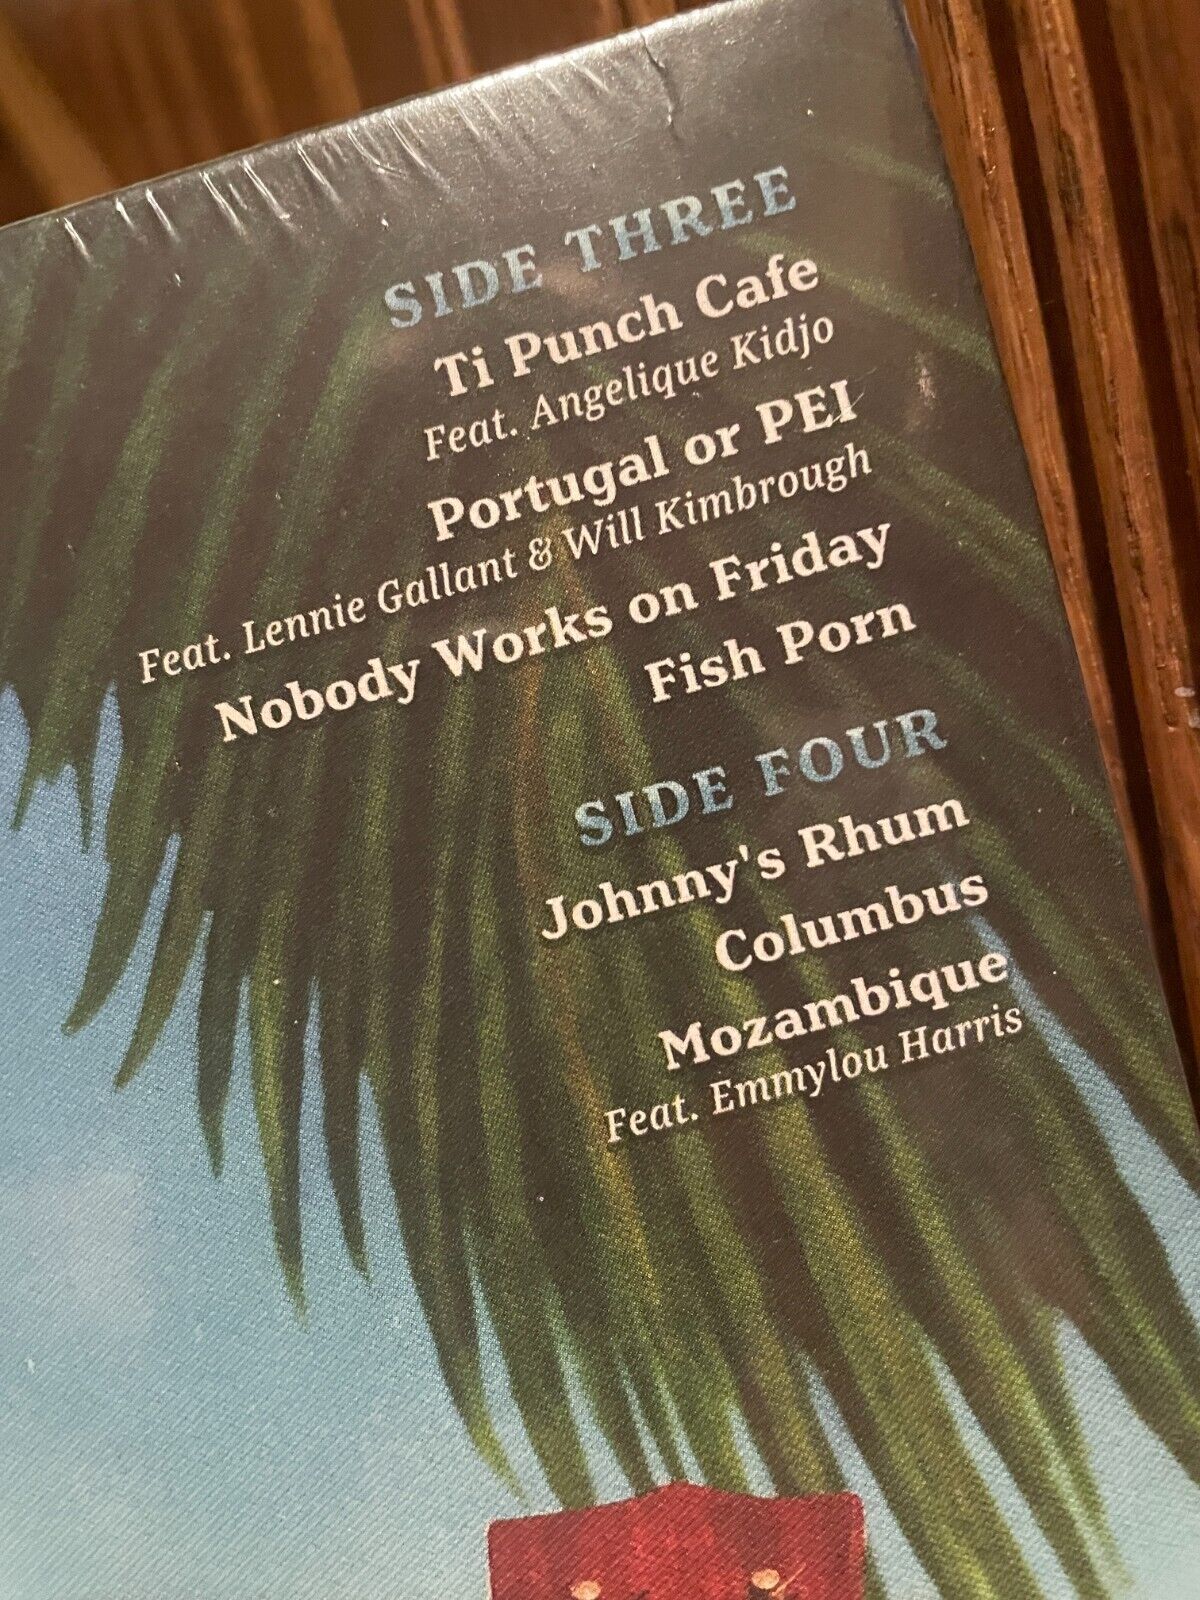 SIDE THREE
Ti Punch Cafe
Feat. Angelique Kidjo
Portugal or PEI
Feat. Lennie Gallant & Will Kimbrough
Nobody Works on Friday
Fish Porn
SIDE FOUR
Johnny's Rhum
Columbus
Mozambique
Feat. Emmylou Harris